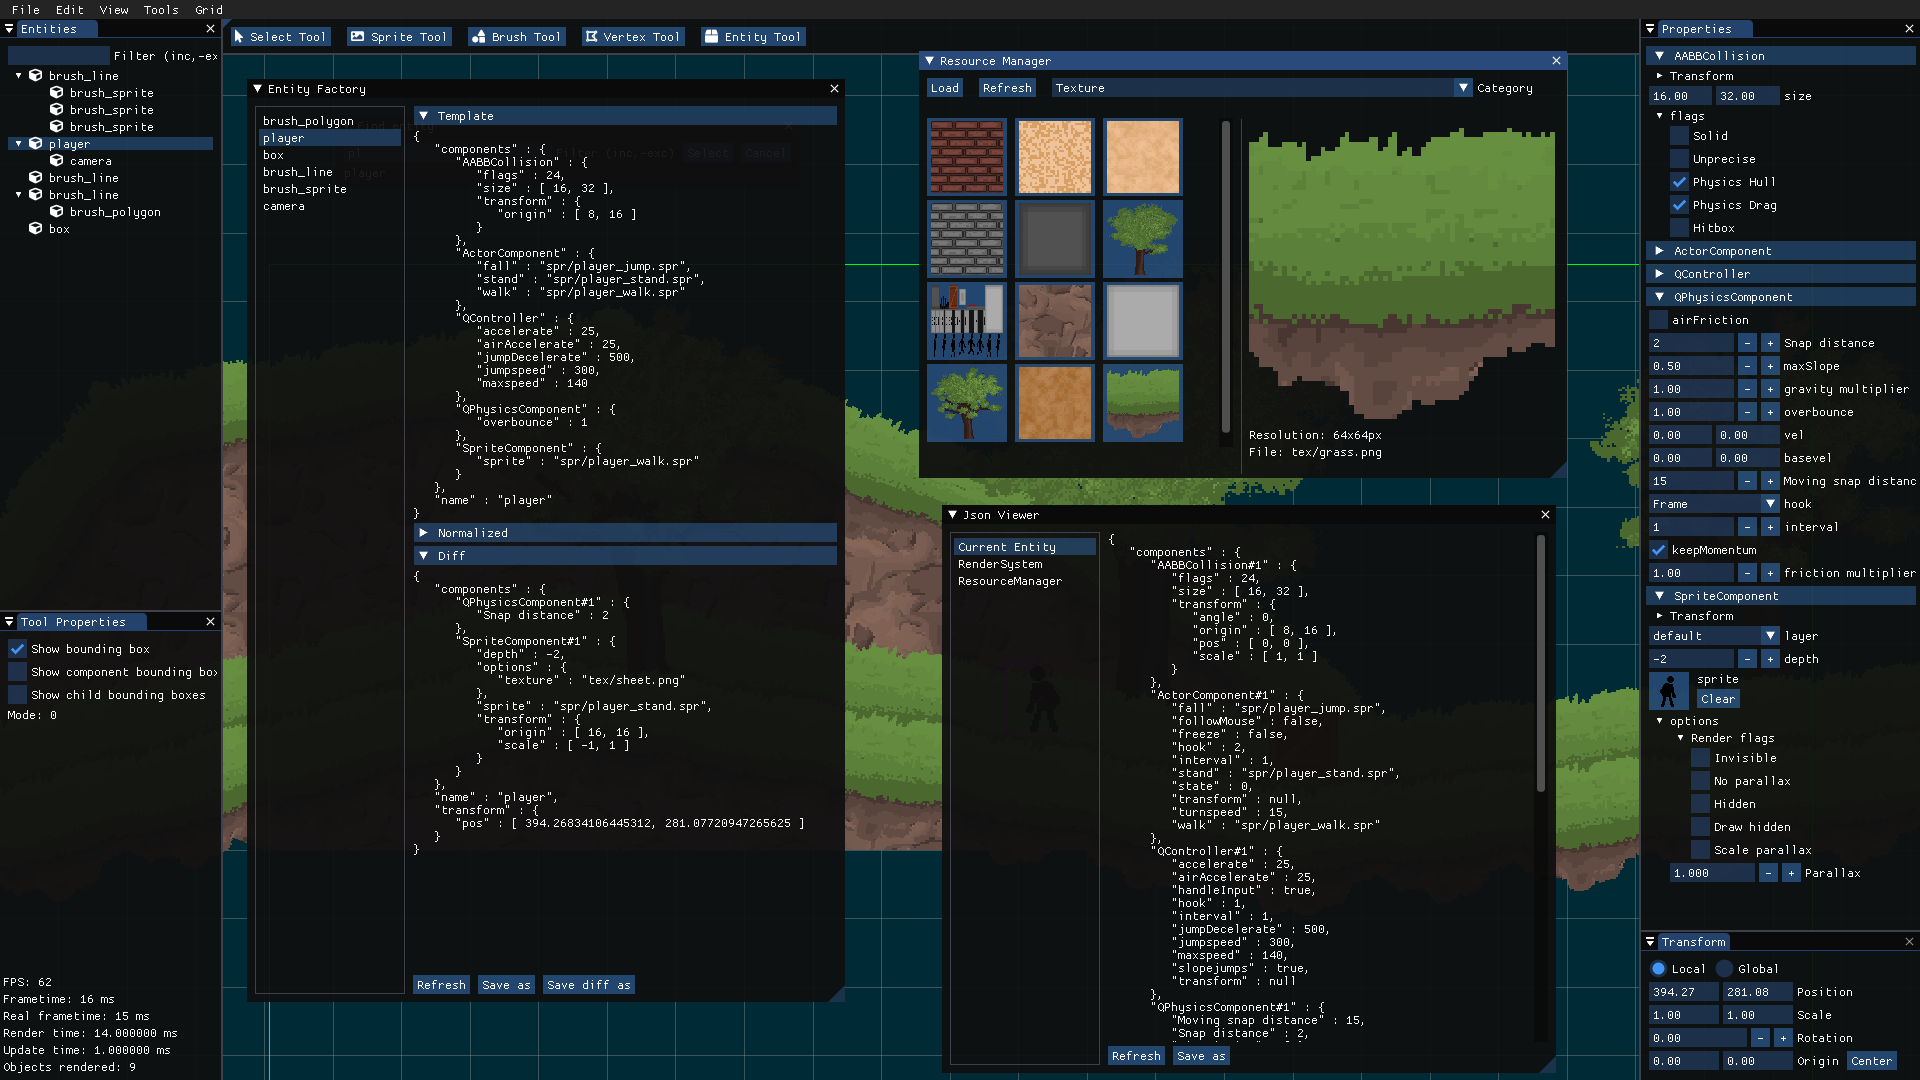 File Edit View Tools Grid
Entities
Filter (inc,-ex
brush_line
brush_sprite
brush_sprite
brush_sprite
player
camera
brush_line
brush_line
brush_polygon
box
Tool Properties
Show bounding box
Show component bounding bo
Show child bounding boxes
Mode: 0
FPS: 62
Frametime: 16 ms
Real frametime: 15 ms
Render time: 14.000000 ms
Update time: 1.000000 ms
Objects rendered: 9
Select Tool Sprite Tool Brush Tool Vertex Tool Entity Tool
Entity Factory
brush_polygon
player
box
brush_line
brush_sprite
camera
Filter (inc,-exc) Select Cancel
player
Template
{
"components" : {
"AABBCollision" : {
"flags" : 24,
"size" : [ 16, 32 ],
"transform" : {
"origin" : [ 8, 16 ]
}
},
"ActorComponent" : {
"fall" : "spr/player_jump.spr",
"stand" : "spr/player_stand.spr",
"walk" : "spr/player_walk.spr"
},
"QController" : {
"accelerate" : 25,
"airAccelerate" : 25,
"jumpDecelerate" : 500,
"jumpspeed" : 300,
"maxspeed" : 140
},
"QPhysicsComponent" : {
"overbounce" : 1
},
"SpriteComponent" : {
"sprite" : "spr/player_walk.spr"
}
},
"name" : "player"
}
Normalized
Diff
{
"components" : {
"QPhysicsComponent#1" : {
"Snap distance" : 2
},
"SpriteComponent#1" : {
"depth" : -2,
"options" : {
"texture" : "tex/sheet.png"
},
"sprite" : "spr/player_stand.spr",
"transform" : {
"origin" : [ 16, 16 ],
"scale" : [ -1, 1 ]
}
}
},
"name" : "player",
"transform" : {
"pos" : [ 394.26834106445312, 281.07720947265625 ]
}
}
Refresh Save as Save diff as
Resource Manager
Load Refresh Texture Category
Resolution: 64x64px
File: tex/grass.png
Json Viewer
Current Entity
RenderSystem
ResourceManager
{
"components" : {
"AABBCollision#1" : {
"flags" : 24,
"size" : [ 16, 32 ],
"transform" : {
"angle" : 0,
"origin" : [ 8, 16 ],
"pos" : [ 0, 0 ],
"scale" : [ 1, 1 ]
}
},
"ActorComponent#1" : {
"fall" : "spr/player_jump.spr",
"followMouse" : false,
"freeze" : false,
"hook" : 2,
"interval" : 1,
"stand" : "spr/player_stand.spr",
"state" : 0,
"transform" : null,
"turnspeed" : 15,
"walk" : "spr/player_walk.spr"
},
"QController#1" : {
"accelerate" : 25,
"airAccelerate" : 25,
"handleInput" : true,
"hook" : 1,
"interval" : 1,
"jumpDecelerate" : 500,
"jumpspeed" : 300,
"maxspeed" : 140,
"slopejumps" : true,
"transform" : null
},
"QPhysicsComponent#1" : {
"Moving snap distance" : 15,
"Snap distance" : 2,
Refresh Save as
Properties
AABBCollision
Transform
16.00 32.00 size
flags
Solid
Unprecise
Physics Hull
Physics Drag
Hitbox
ActorComponent
QController
QPhysicsComponent
airFriction
2 - + Snap distance
0.50 - + maxSlope
1.00 - + gravity multiplier
1.00 - + overbounce
0.00 0.00 vel
0.00 0.00 basevel
15 - + Moving snap distanc
Frame hook
1 - + interval
keepMomentum
1.00 - + friction multiplier
SpriteComponent
Transform
default layer
-2 - + depth
sprite
Clear
options
Render flags
Invisible
No parallax
Hidden
Draw hidden
Scale parallax
1.000 - + Parallax
Transform
Local Global
394.27 281.08 Position
1.00 1.00 Scale
0.00 - + Rotation
0.00 0.00 Origin Center